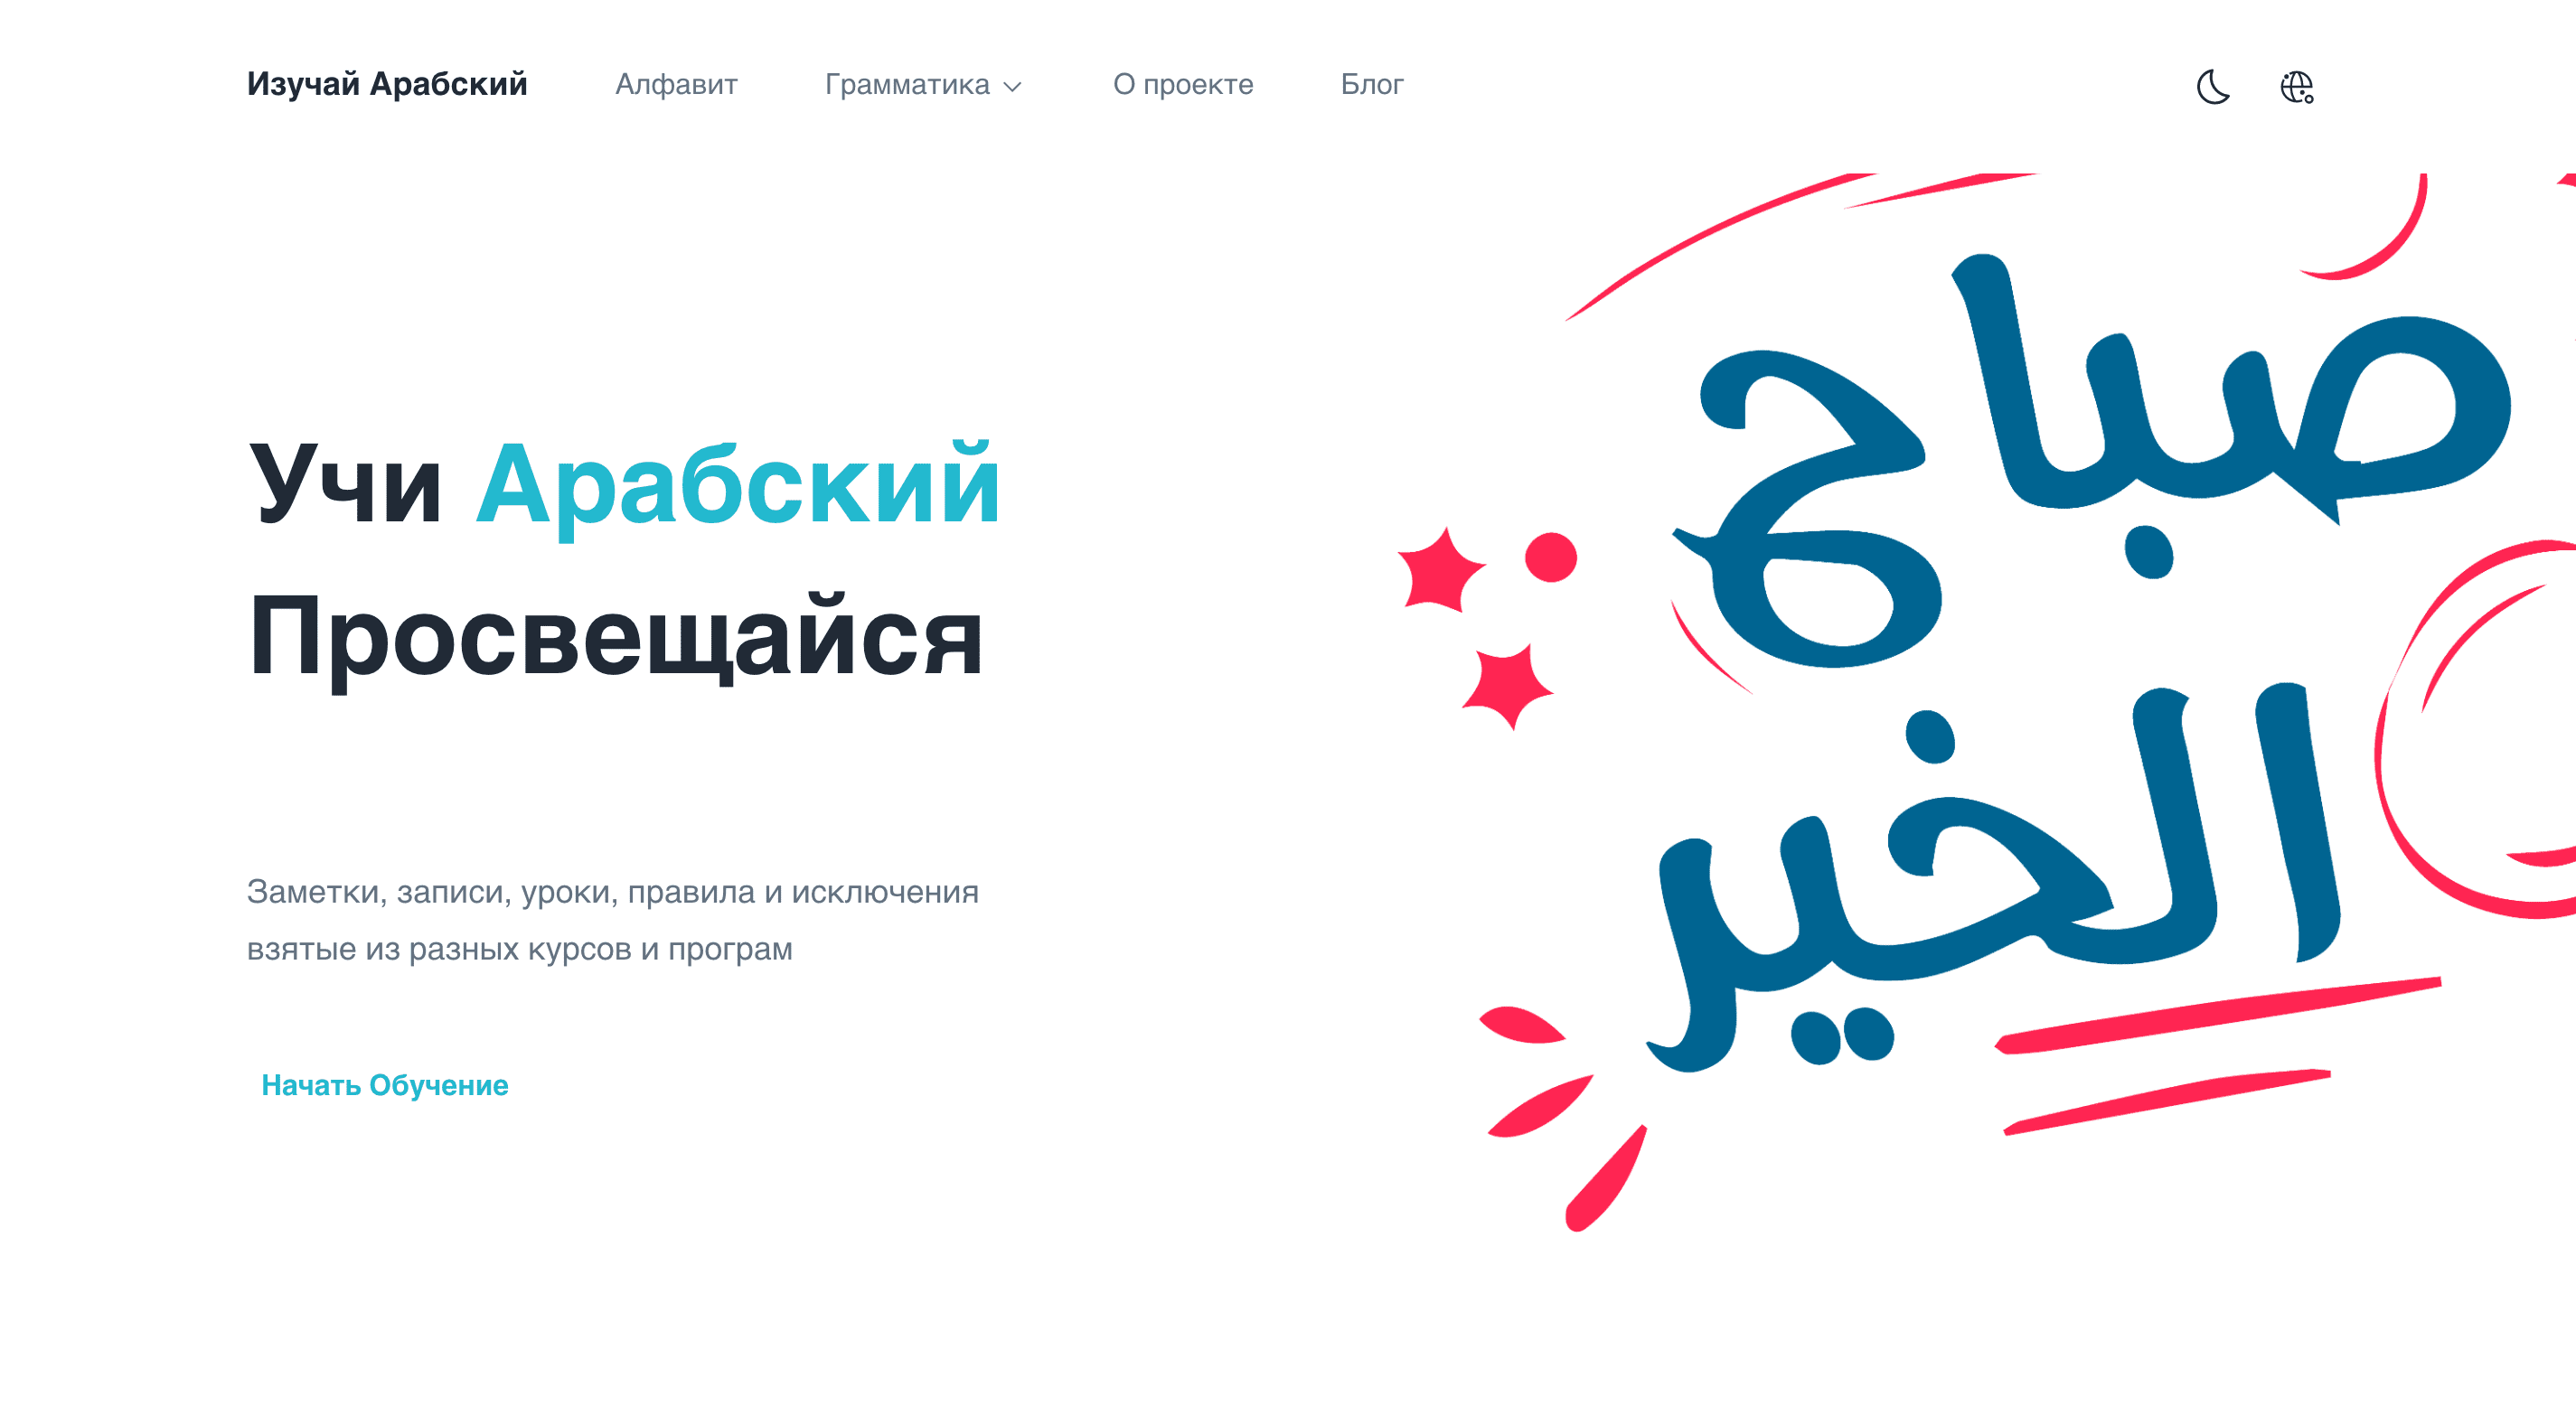 Изучай Арабский
Алфавит
Грамматика
О проекте
Блог
Учи Арабский
Просвещайся
Заметки, записи, уроки, правила и исключения
взятые из разных курсов и програм
Начать Обучение
صباح
الخير